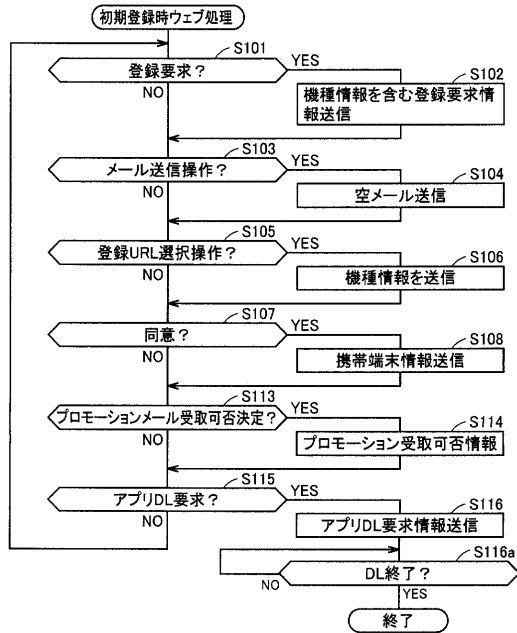 初期登録時ウェブ処理
S101
登録要求？
YES
NO
S102
機種情報を含む登録要求情
報送信
S103
メール送信操作？
YES
NO
S104
空メール送信
S105
登録URL選択操作？
YES
NO
S106
機種情報を送信
S107
同意？
YES
NO
S108
携帯端末情報送信
S113
プロモーションメール受取可否決定？
YES
NO
S114
プロモーション受取可否情報
S115
アプリDL要求？
YES
NO
S116
アプリDL要求情報送信
S116a
DL終了？
NO
YES
終了